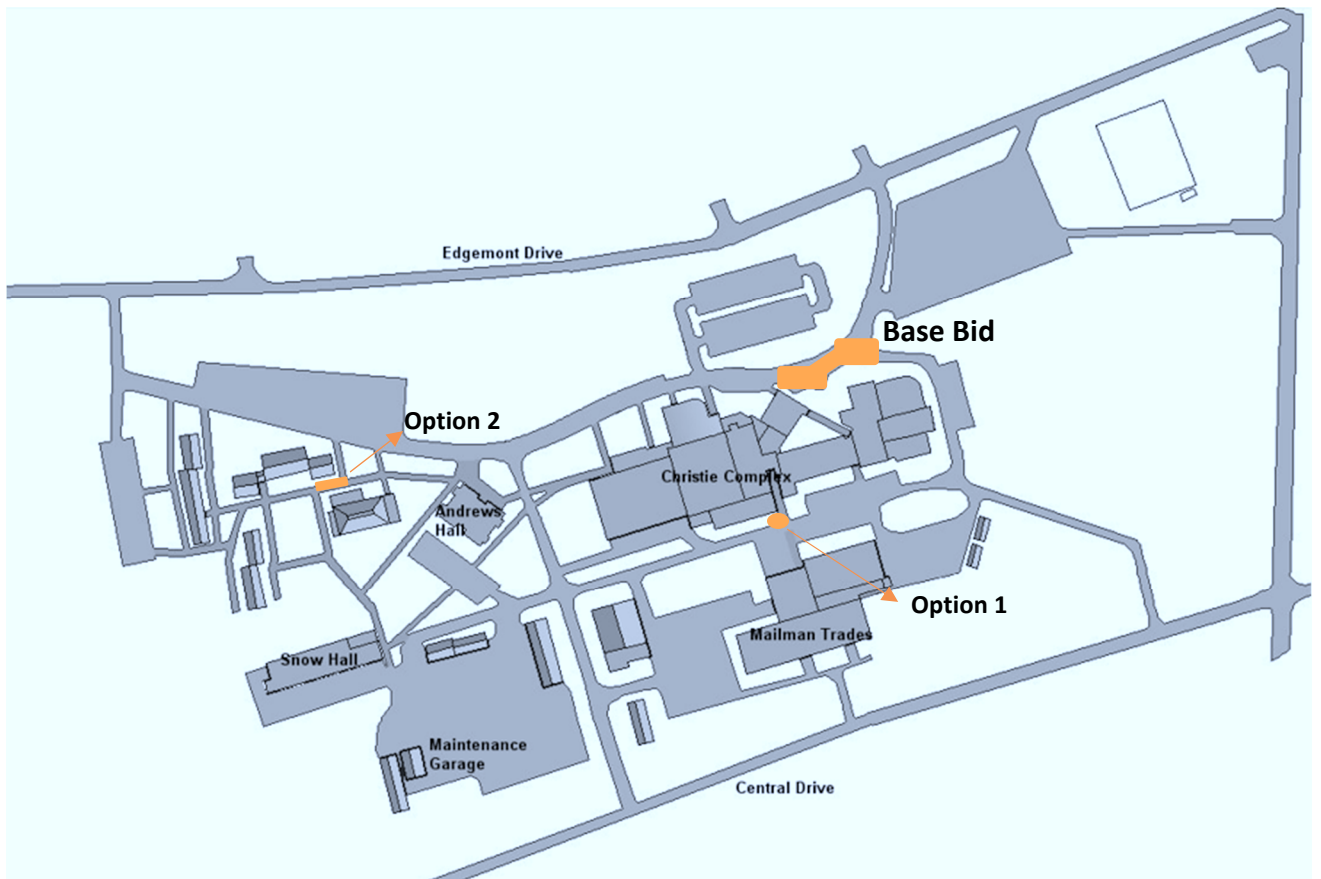 Edgemont Drive
Base Bid
Option 2
Christie Complex
Andrews
Hall
Option 1
Mailman Trades
Snow Hall
Maintenance
Garage
Central Drive